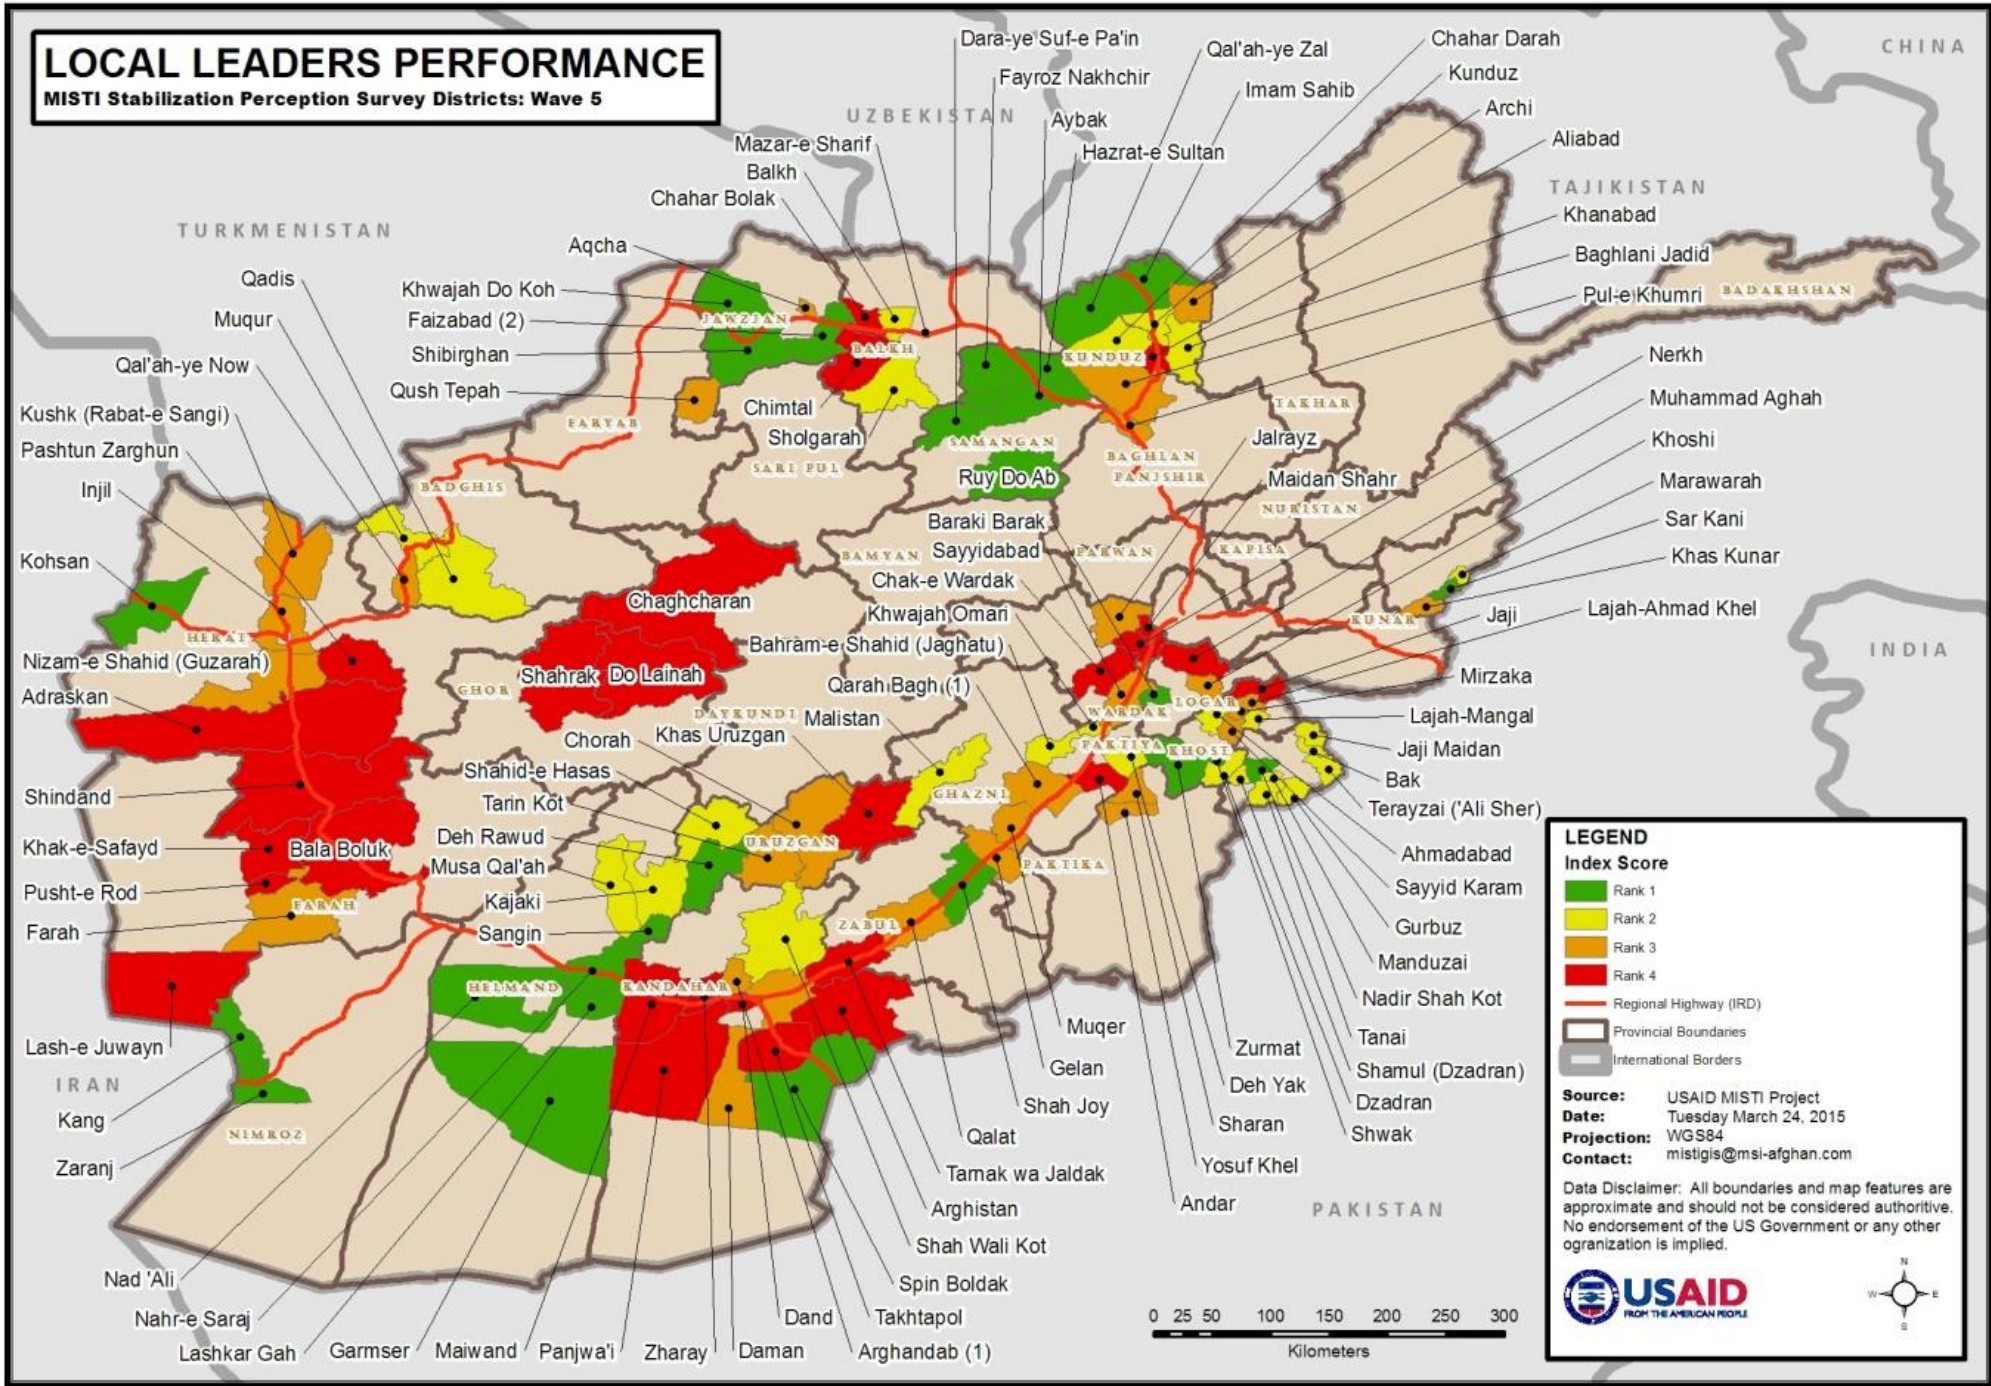 LOCAL LEADERS PERFORMANCE
MISTI Stabilization Perception Survey Districts: Wave 5
CHINA
UZBEKISTAN
TAJIKISTAN
TURKMENISTAN
INDIA
IRAN
PAKISTAN
Dara-ye Suf-e Pa'in
Fayroz Nakhchir
Aybak
Hazrat-e Sultan
Qal'ah-ye Zal
Imam Sahib
Chahar Darah
Kunduz
Archi
Aliabad
Khanabad
Baghlani Jadid
Pul-e Khumri
Mazar-e Sharif
Balkh
Chahar Bolak
Aqcha
Khwajah Do Koh
Faizabad (2)
Shibirghan
Qush Tepah
Chimtal
Sholgarah
Ruy Do Ab
Qadis
Muqur
Qal'ah-ye Now
Kushk (Rabat-e Sangi)
Pashtun Zarghun
Injil
Kohsan
Nizam-e Shahid (Guzarah)
Adraskan
Shindand
Khak-e-Safayd
Bala Boluk
Pusht-e Rod
Farah
Lash-e Juwayn
Kang
Zaranj
Chaghcharan
Shahrak
Do Lainah
Nerkh
Muhammad Aghah
Khoshi
Marawarah
Sar Kani
Khas Kunar
Jaji
Lajah-Ahmad Khel
Mirzaka
Lajah-Mangal
Jaji Maidan
Bak
Terayzai ('Ali Sher)
Ahmadabad
Sayyid Karam
Gurbuz
Manduzai
Nadir Shah Kot
Tanai
Shamul (Dzadran)
Dzadran
Shwak
Jalrayz
Maidan Shahr
Baraki Barak
Sayyidabad
Chak-e Wardak
Khwajah Omari
Bahram-e Shahid (Jaghatu)
Qarah Bagh (1)
Malistan
Khas Uruzgan
Chorah
Shahid-e Hasas
Tarin Kot
Deh Rawud
Musa Qal'ah
Kajaki
Sangin
Zurmat
Deh Yak
Sharan
Yosuf Khel
Andar
Muqer
Gelan
Shah Joy
Qalat
Tarnak wa Jaldak
Arghistan
Shah Wali Kot
Spin Boldak
Takhtapol
Arghandab (1)
Dand
Daman
Zharay
Panjwa'i
Maiwand
Garmser
Lashkar Gah
Nahr-e Saraj
Nad 'Ali
JAWZJAN
BALKH
KUNDUZ
TAKHAR
BADAKHSHAN
FARYAB
SARI PUL
SAMANGAN
BAGHLAN
PANJSHIR
NURISTAN
BADGHIS
BAMYAN
PARWAN
KAPISA
KUNAR
HERAT
GHOR
DAYKUNDI
WARDAK
LOGAR
PAKTIYA
KHOST
GHAZNI
URUZGAN
PAKTIKA
ZABUL
FARAH
HELMAND
KANDAHAR
NIMROZ
LEGEND
Index Score
Rank 1
Rank 2
Rank 3
Rank 4
Regional Highway (IRD)
Provincial Boundaries
International Borders
Source: USAID MISTI Project
Date: Tuesday March 24, 2015
Projection: WGS84
Contact: mistigis@msi-afghan.com
Data Disclaimer: All boundaries and map features are
approximate and should not be considered authoritive.
No endorsement of the US Government or any other
ogranization is implied.
USAID
FROM THE AMERICAN PEOPLE
N
W
E
S
0 25 50 100 150 200 250 300
Kilometers